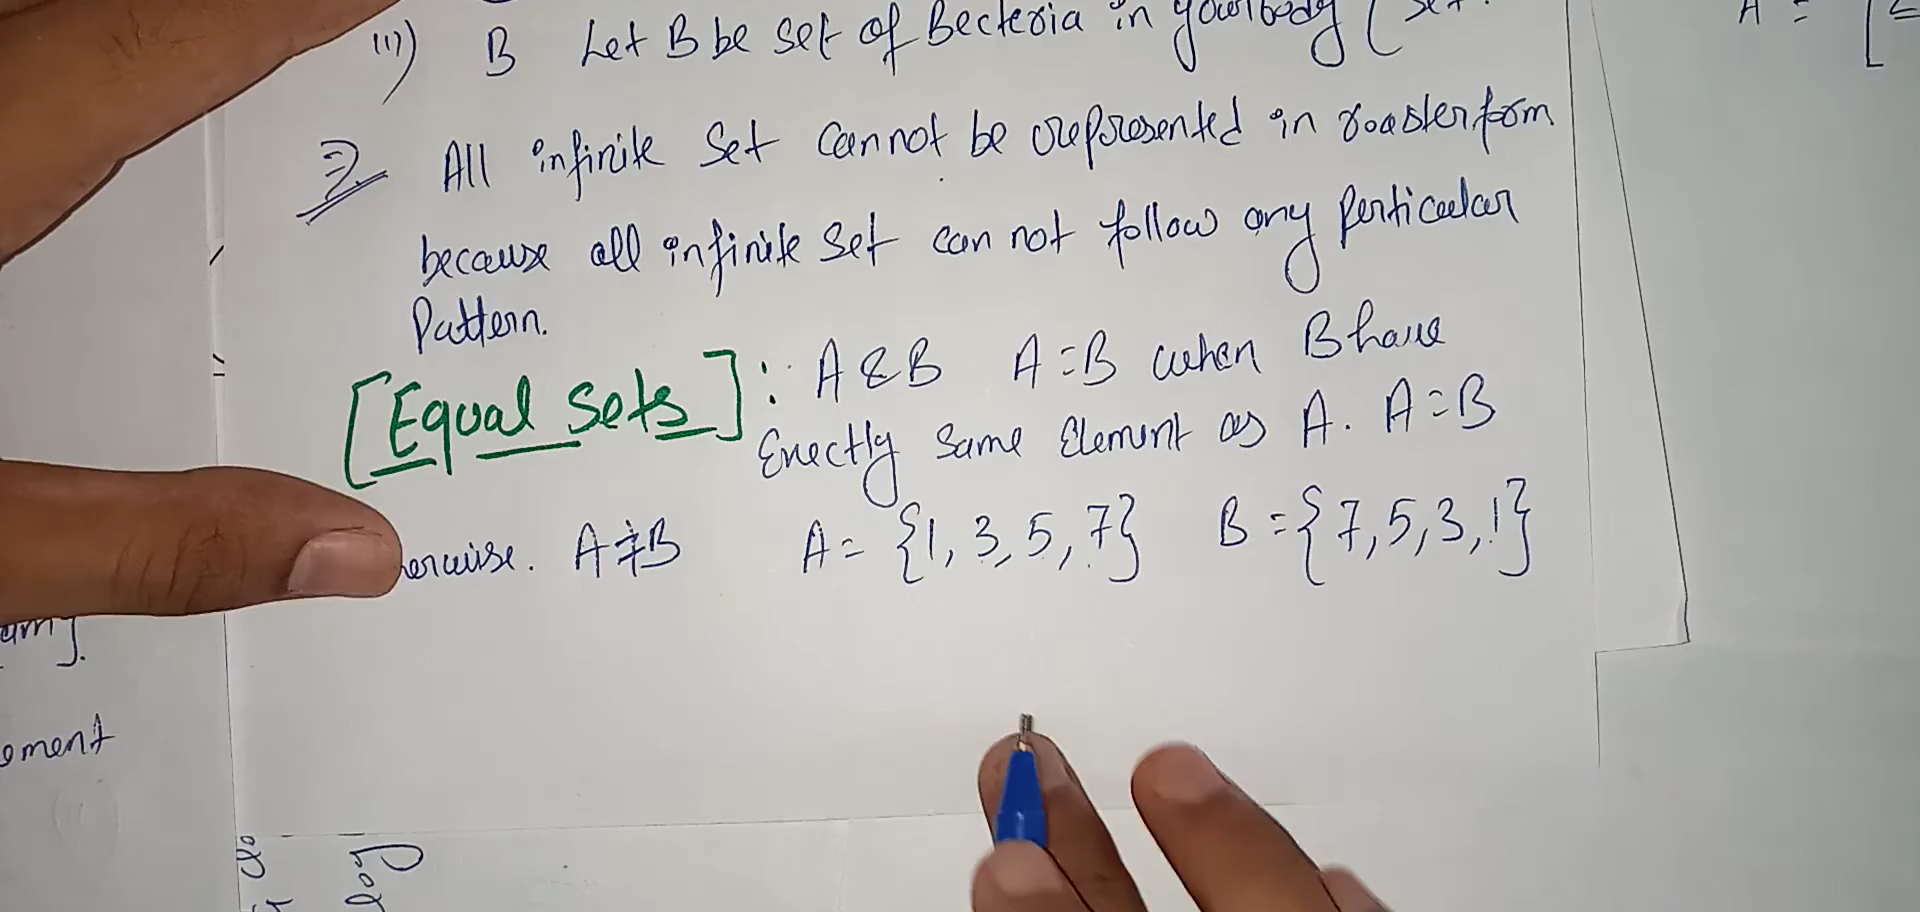 (11) B Let B be set of Becteria in your body (
A = {
2 All infinite Set Cannot be represented in roaster form
because all infinite Set can not follow any perticular
Pattern.
[Equal Sets] : A & B A = B when B have
Exectly Same Element as A. A = B
herwise. A ≠ B A = {1, 3, 5, 7} B = {7, 5, 3, 1}
ement